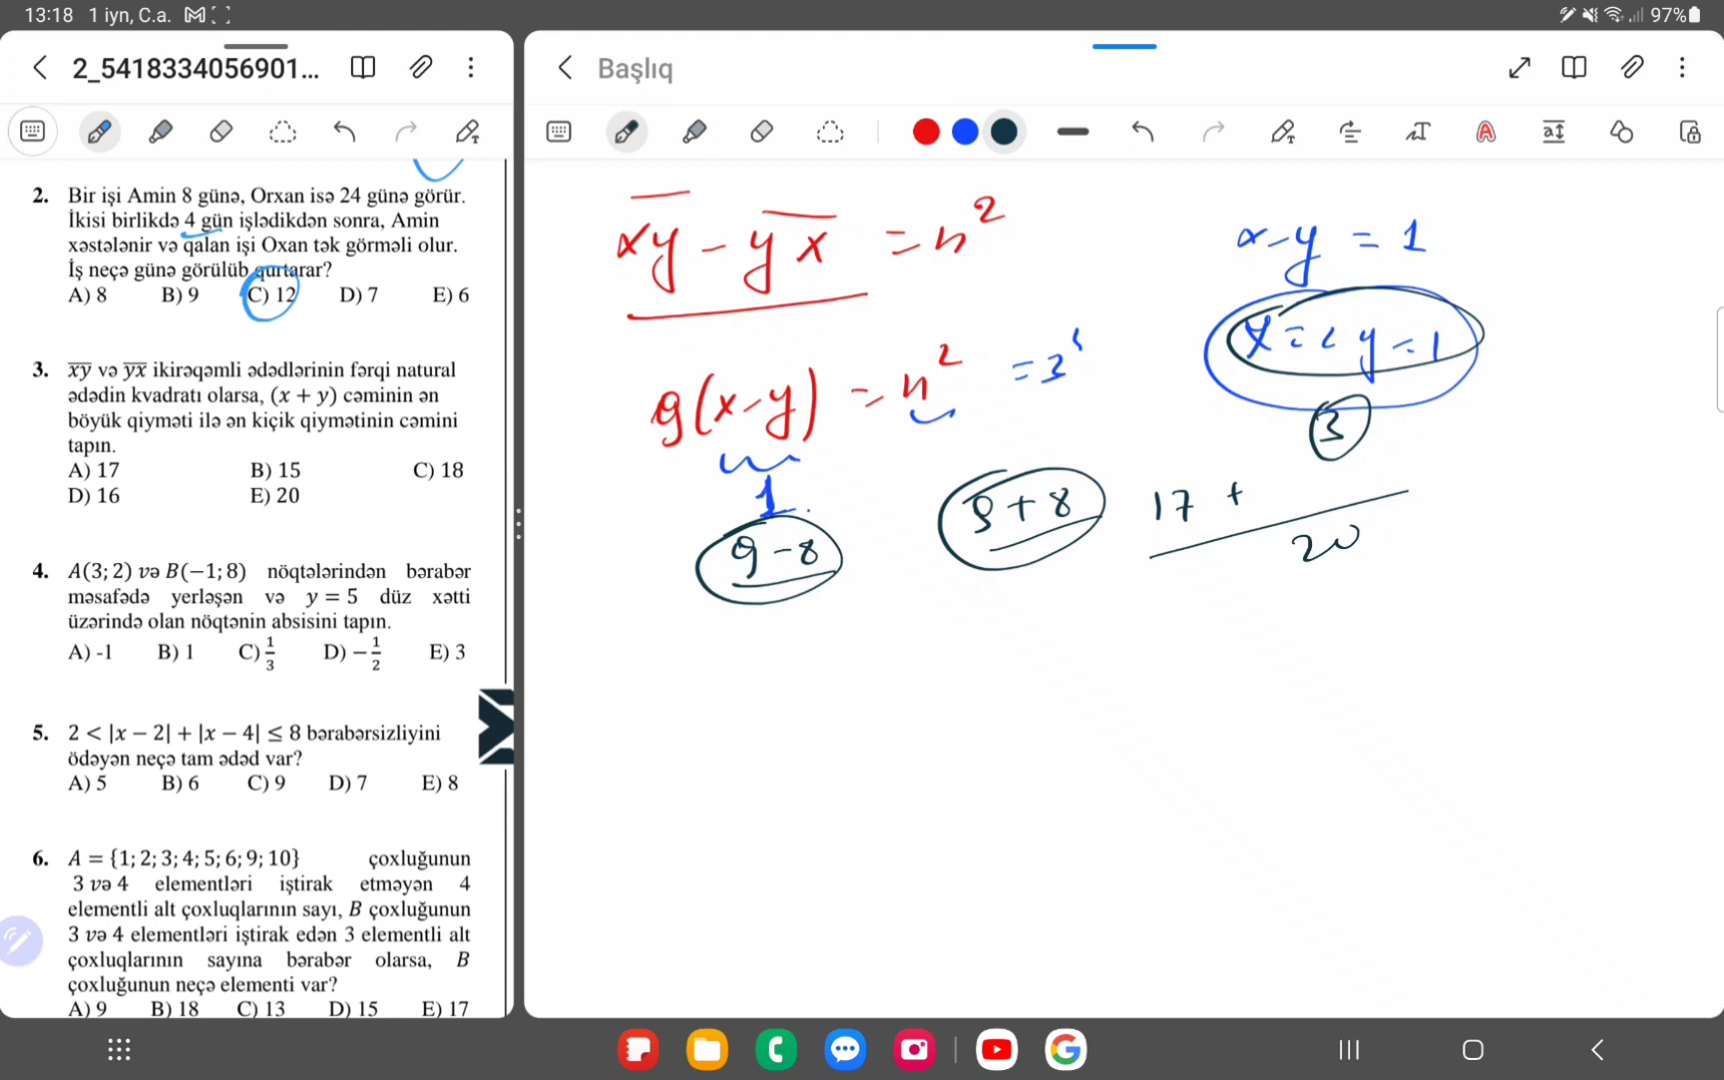 13:18 1 iyn, C.a.
97%
2_5418334056901...
Başlıq
2. Bir işi Amin 8 günə, Orxan isə 24 günə görür.
İkisi birlikdə 4 gün işlədikdən sonra, Amin
xəstələnir və qalan işi Oxan tək görməli olur.
İş neçə günə görülüb qurtarar?
A) 8 B) 9 C) 12 D) 7 E) 6
3. x̅y̅ və y̅x̅ ikirəqəmli ədədlərinin fərqi natural
ədədin kvadratı olarsa, (x + y) cəminin ən
böyük qiyməti ilə ən kiçik qiymətinin cəmini
tapın.
A) 17 B) 15 C) 18
D) 16 E) 20
4. A(3; 2) və B(−1; 8) nöqtələrindən bərabər
məsafədə yerləşən və y = 5 düz xətti
üzərində olan nöqtənin absisini tapın.
A) -1 B) 1 C) 1/3 D) −1/2 E) 3
5. 2 < |x − 2| + |x − 4| ≤ 8 bərabərsizliyini
ödəyən neçə tam ədəd var?
A) 5 B) 6 C) 9 D) 7 E) 8
6. A = {1; 2; 3; 4; 5; 6; 9; 10} çoxluğunun
3 və 4 elementləri iştirak etməyən 4
elementli alt çoxluqlarının sayı, B çoxluğunun
3 və 4 elementləri iştirak edən 3 elementli alt
çoxluqlarının sayına bərabər olarsa, B
çoxluğunun neçə elementi var?
A) 9 B) 18 C) 13 D) 15 E) 17
x̅y̅ − y̅x̅ = n²
x − y = 1
y = 1
9(x − y) = n²
3
1
9 − 8
9 + 8
17 +
20